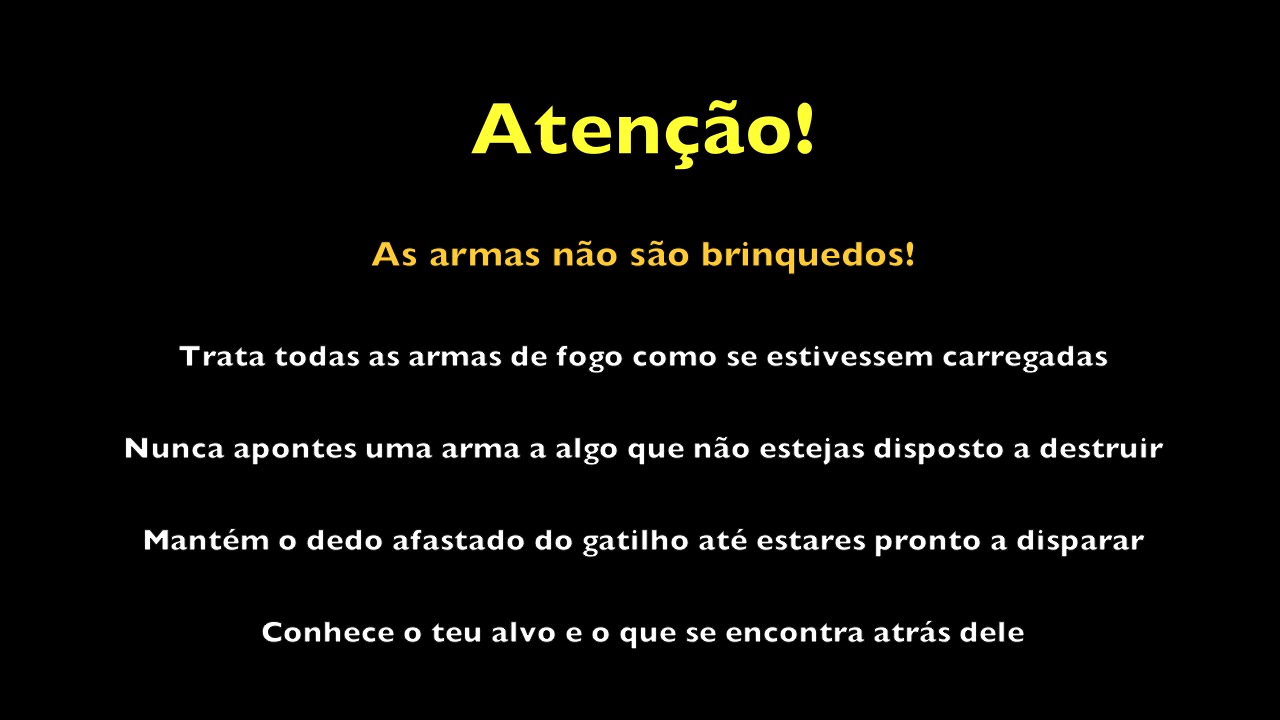 Atenção!
As armas não são brinquedos!
Trata todas as armas de fogo como se estivessem carregadas
Nunca apontes uma arma a algo que não estejas disposto a destruir
Mantém o dedo afastado do gatilho até estares pronto a disparar
Conhece o teu alvo e o que se encontra atrás dele